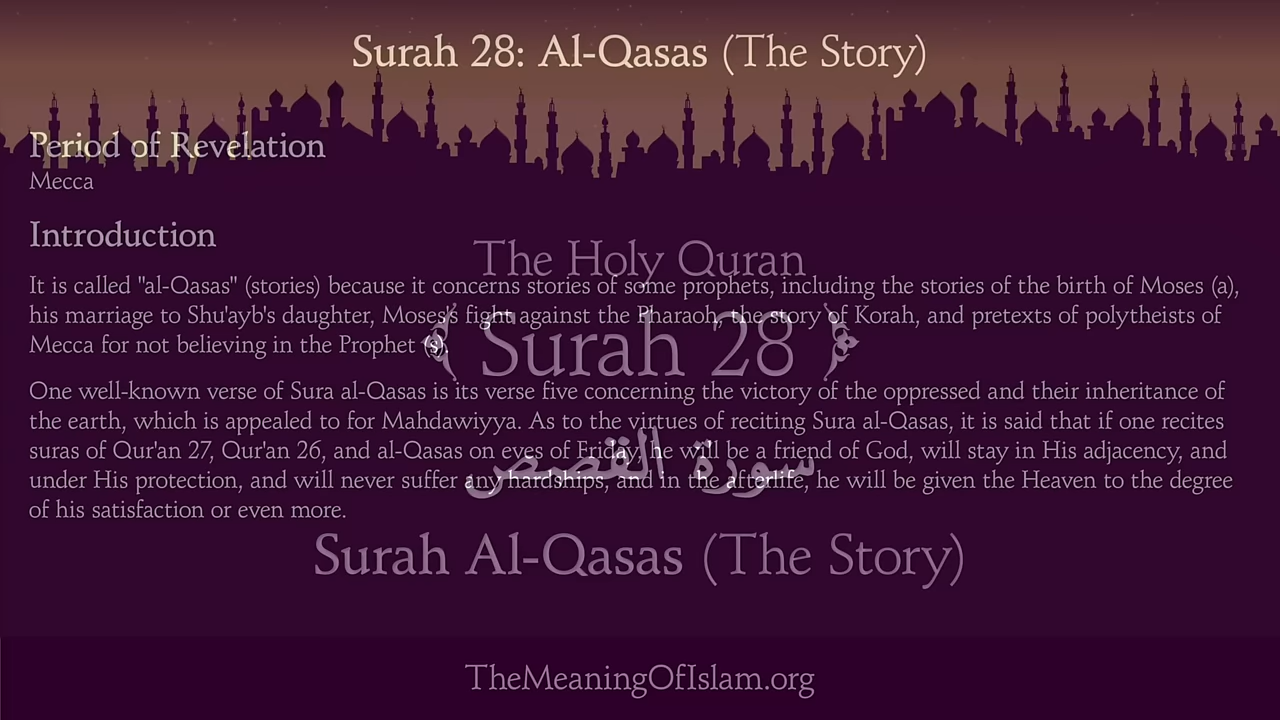 Surah 28: Al-Qasas (The Story)
Period of Revelation
Mecca
Introduction
The Holy Quran
It is called "al-Qasas" (stories) because it concerns stories of some prophets, including the stories of the birth of Moses (a),
his marriage to Shu'ayb's daughter, Moses's fight against the Pharaoh, the story of Korah, and pretexts of polytheists of
Mecca for not believing in the Prophet (s).
Surah 28
One well-known verse of Sura al-Qasas is its verse five concerning the victory of the oppressed and their inheritance of
the earth, which is appealed to for Mahdawiyya. As to the virtues of reciting Sura al-Qasas, it is said that if one recites
suras of Qur'an 27, Qur'an 26, and al-Qasas on eves of Friday, he will be a friend of God, will stay in His adjacency, and
under His protection, and will never suffer any hardships, and in the afterlife, he will be given the Heaven to the degree
of his satisfaction or even more.
سورة القصص
Surah Al-Qasas (The Story)
TheMeaningOfIslam.org